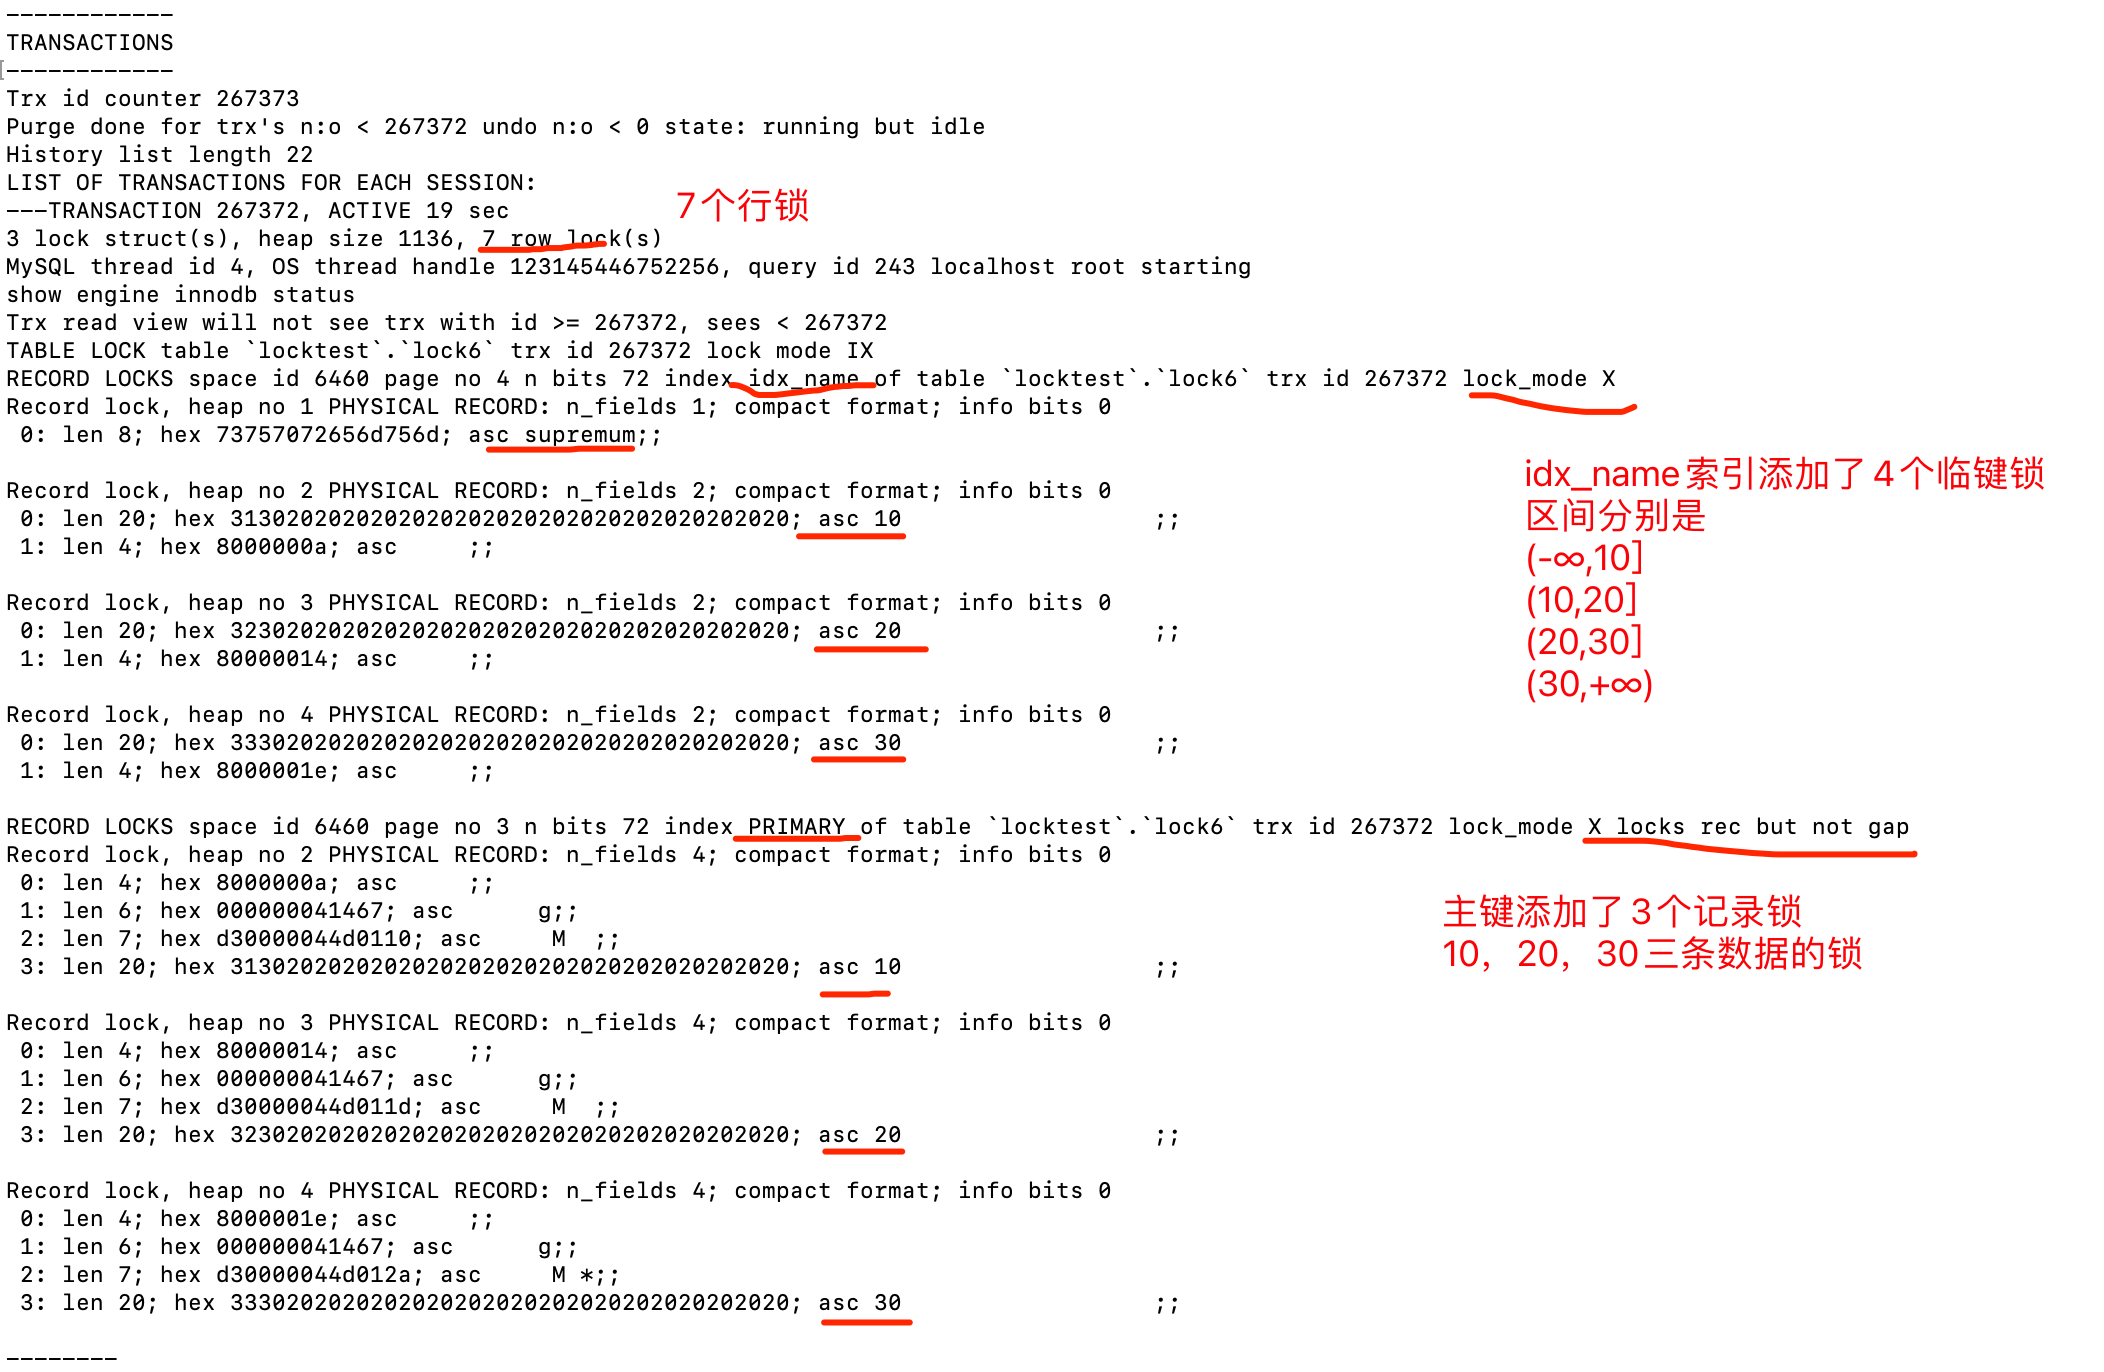 ------------
TRANSACTIONS
------------
Trx id counter 267373
Purge done for trx's n:o < 267372 undo n:o < 0 state: running but idle
History list length 22
LIST OF TRANSACTIONS FOR EACH SESSION:
7个行锁
---TRANSACTION 267372, ACTIVE 19 sec
3 lock struct(s), heap size 1136, 7 row lock(s)
MySQL thread id 4, OS thread handle 123145446752256, query id 243 localhost root starting
show engine innodb status
Trx read view will not see trx with id >= 267372, sees < 267372
TABLE LOCK table `locktest`.`lock6` trx id 267372 lock mode IX
RECORD LOCKS space id 6460 page no 4 n bits 72 index idx_name of table `locktest`.`lock6` trx id 267372 lock_mode X
Record lock, heap no 1 PHYSICAL RECORD: n_fields 1; compact format; info bits 0
0: len 8; hex 73757072656d756d; asc supremum;;
Record lock, heap no 2 PHYSICAL RECORD: n_fields 2; compact format; info bits 0
0: len 20; hex 3130202020202020202020202020202020202020; asc 10 ;;
1: len 4; hex 8000000a; asc ;;
Record lock, heap no 3 PHYSICAL RECORD: n_fields 2; compact format; info bits 0
0: len 20; hex 3230202020202020202020202020202020202020; asc 20 ;;
1: len 4; hex 80000014; asc ;;
Record lock, heap no 4 PHYSICAL RECORD: n_fields 2; compact format; info bits 0
0: len 20; hex 3330202020202020202020202020202020202020; asc 30 ;;
1: len 4; hex 8000001e; asc ;;
idx_name索引添加了4个临键锁
区间分别是
(-∞,10]
(10,20]
(20,30]
(30,+∞)
RECORD LOCKS space id 6460 page no 3 n bits 72 index PRIMARY of table `locktest`.`lock6` trx id 267372 lock_mode X locks rec but not gap
Record lock, heap no 2 PHYSICAL RECORD: n_fields 4; compact format; info bits 0
0: len 4; hex 8000000a; asc ;;
1: len 6; hex 000000041467; asc g;;
2: len 7; hex d30000044d0110; asc M ;;
3: len 20; hex 3130202020202020202020202020202020202020; asc 10 ;;
主键添加了3个记录锁
10，20，30三条数据的锁
Record lock, heap no 3 PHYSICAL RECORD: n_fields 4; compact format; info bits 0
0: len 4; hex 80000014; asc ;;
1: len 6; hex 000000041467; asc g;;
2: len 7; hex d30000044d011d; asc M ;;
3: len 20; hex 3230202020202020202020202020202020202020; asc 20 ;;
Record lock, heap no 4 PHYSICAL RECORD: n_fields 4; compact format; info bits 0
0: len 4; hex 8000001e; asc ;;
1: len 6; hex 000000041467; asc g;;
2: len 7; hex d30000044d012a; asc M *;;
3: len 20; hex 3330202020202020202020202020202020202020; asc 30 ;;
--------